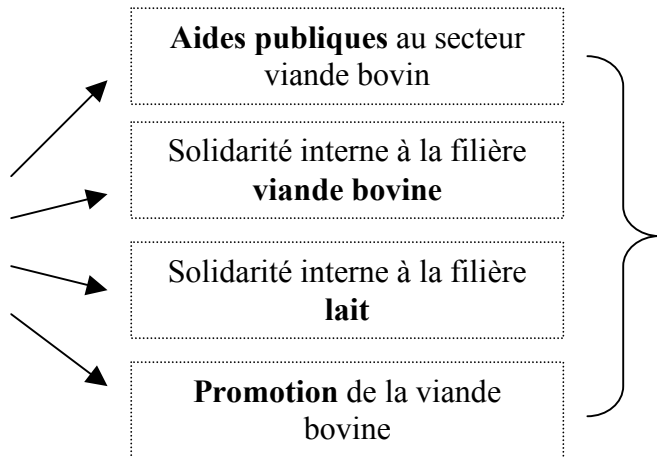 Aides publiques au secteur
viande bovin
Solidarité interne à la filière
viande bovine
Solidarité interne à la filière
lait
Promotion de la viande
bovine